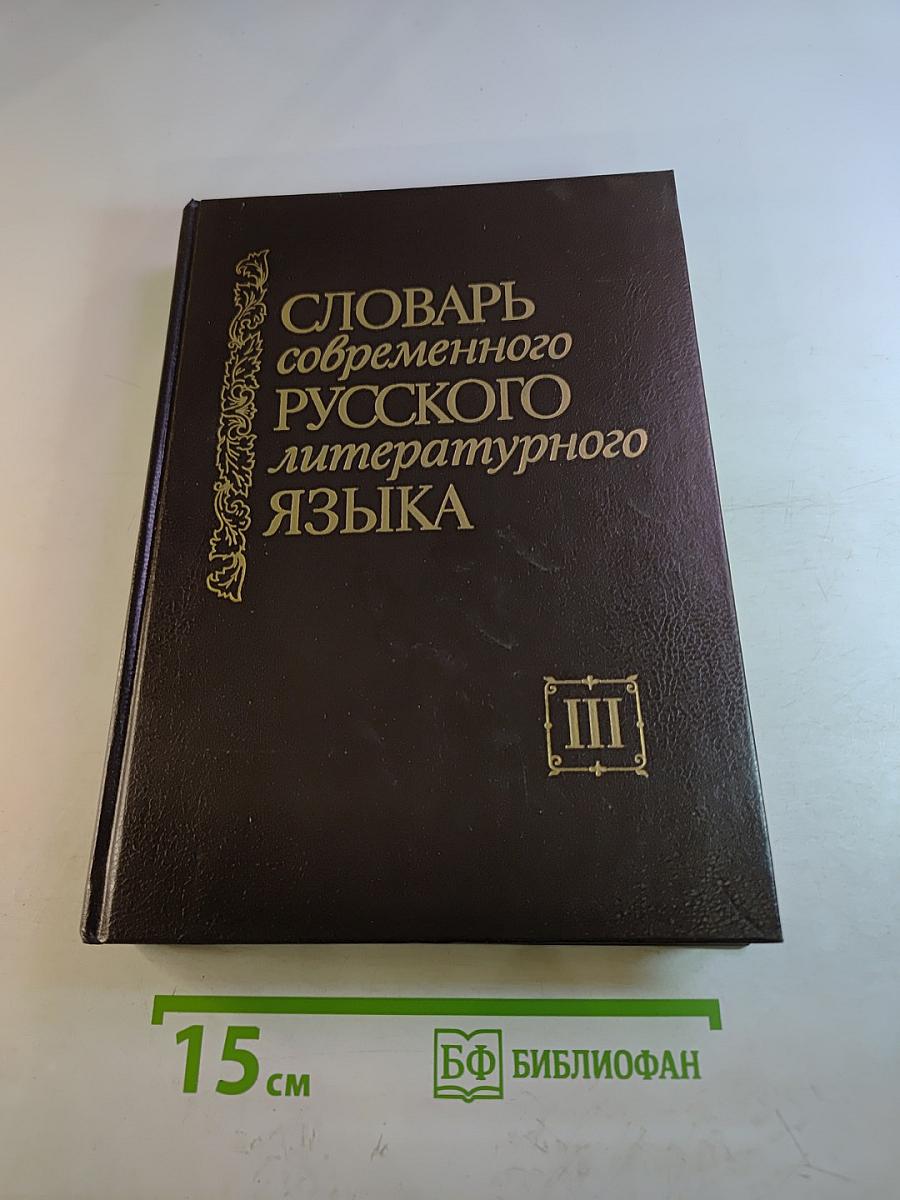 СЛОВАРЬ
современного
РУССКОГО
литературного
ЯЗЫКА
III
15 см
БФ БИБЛИОФАН